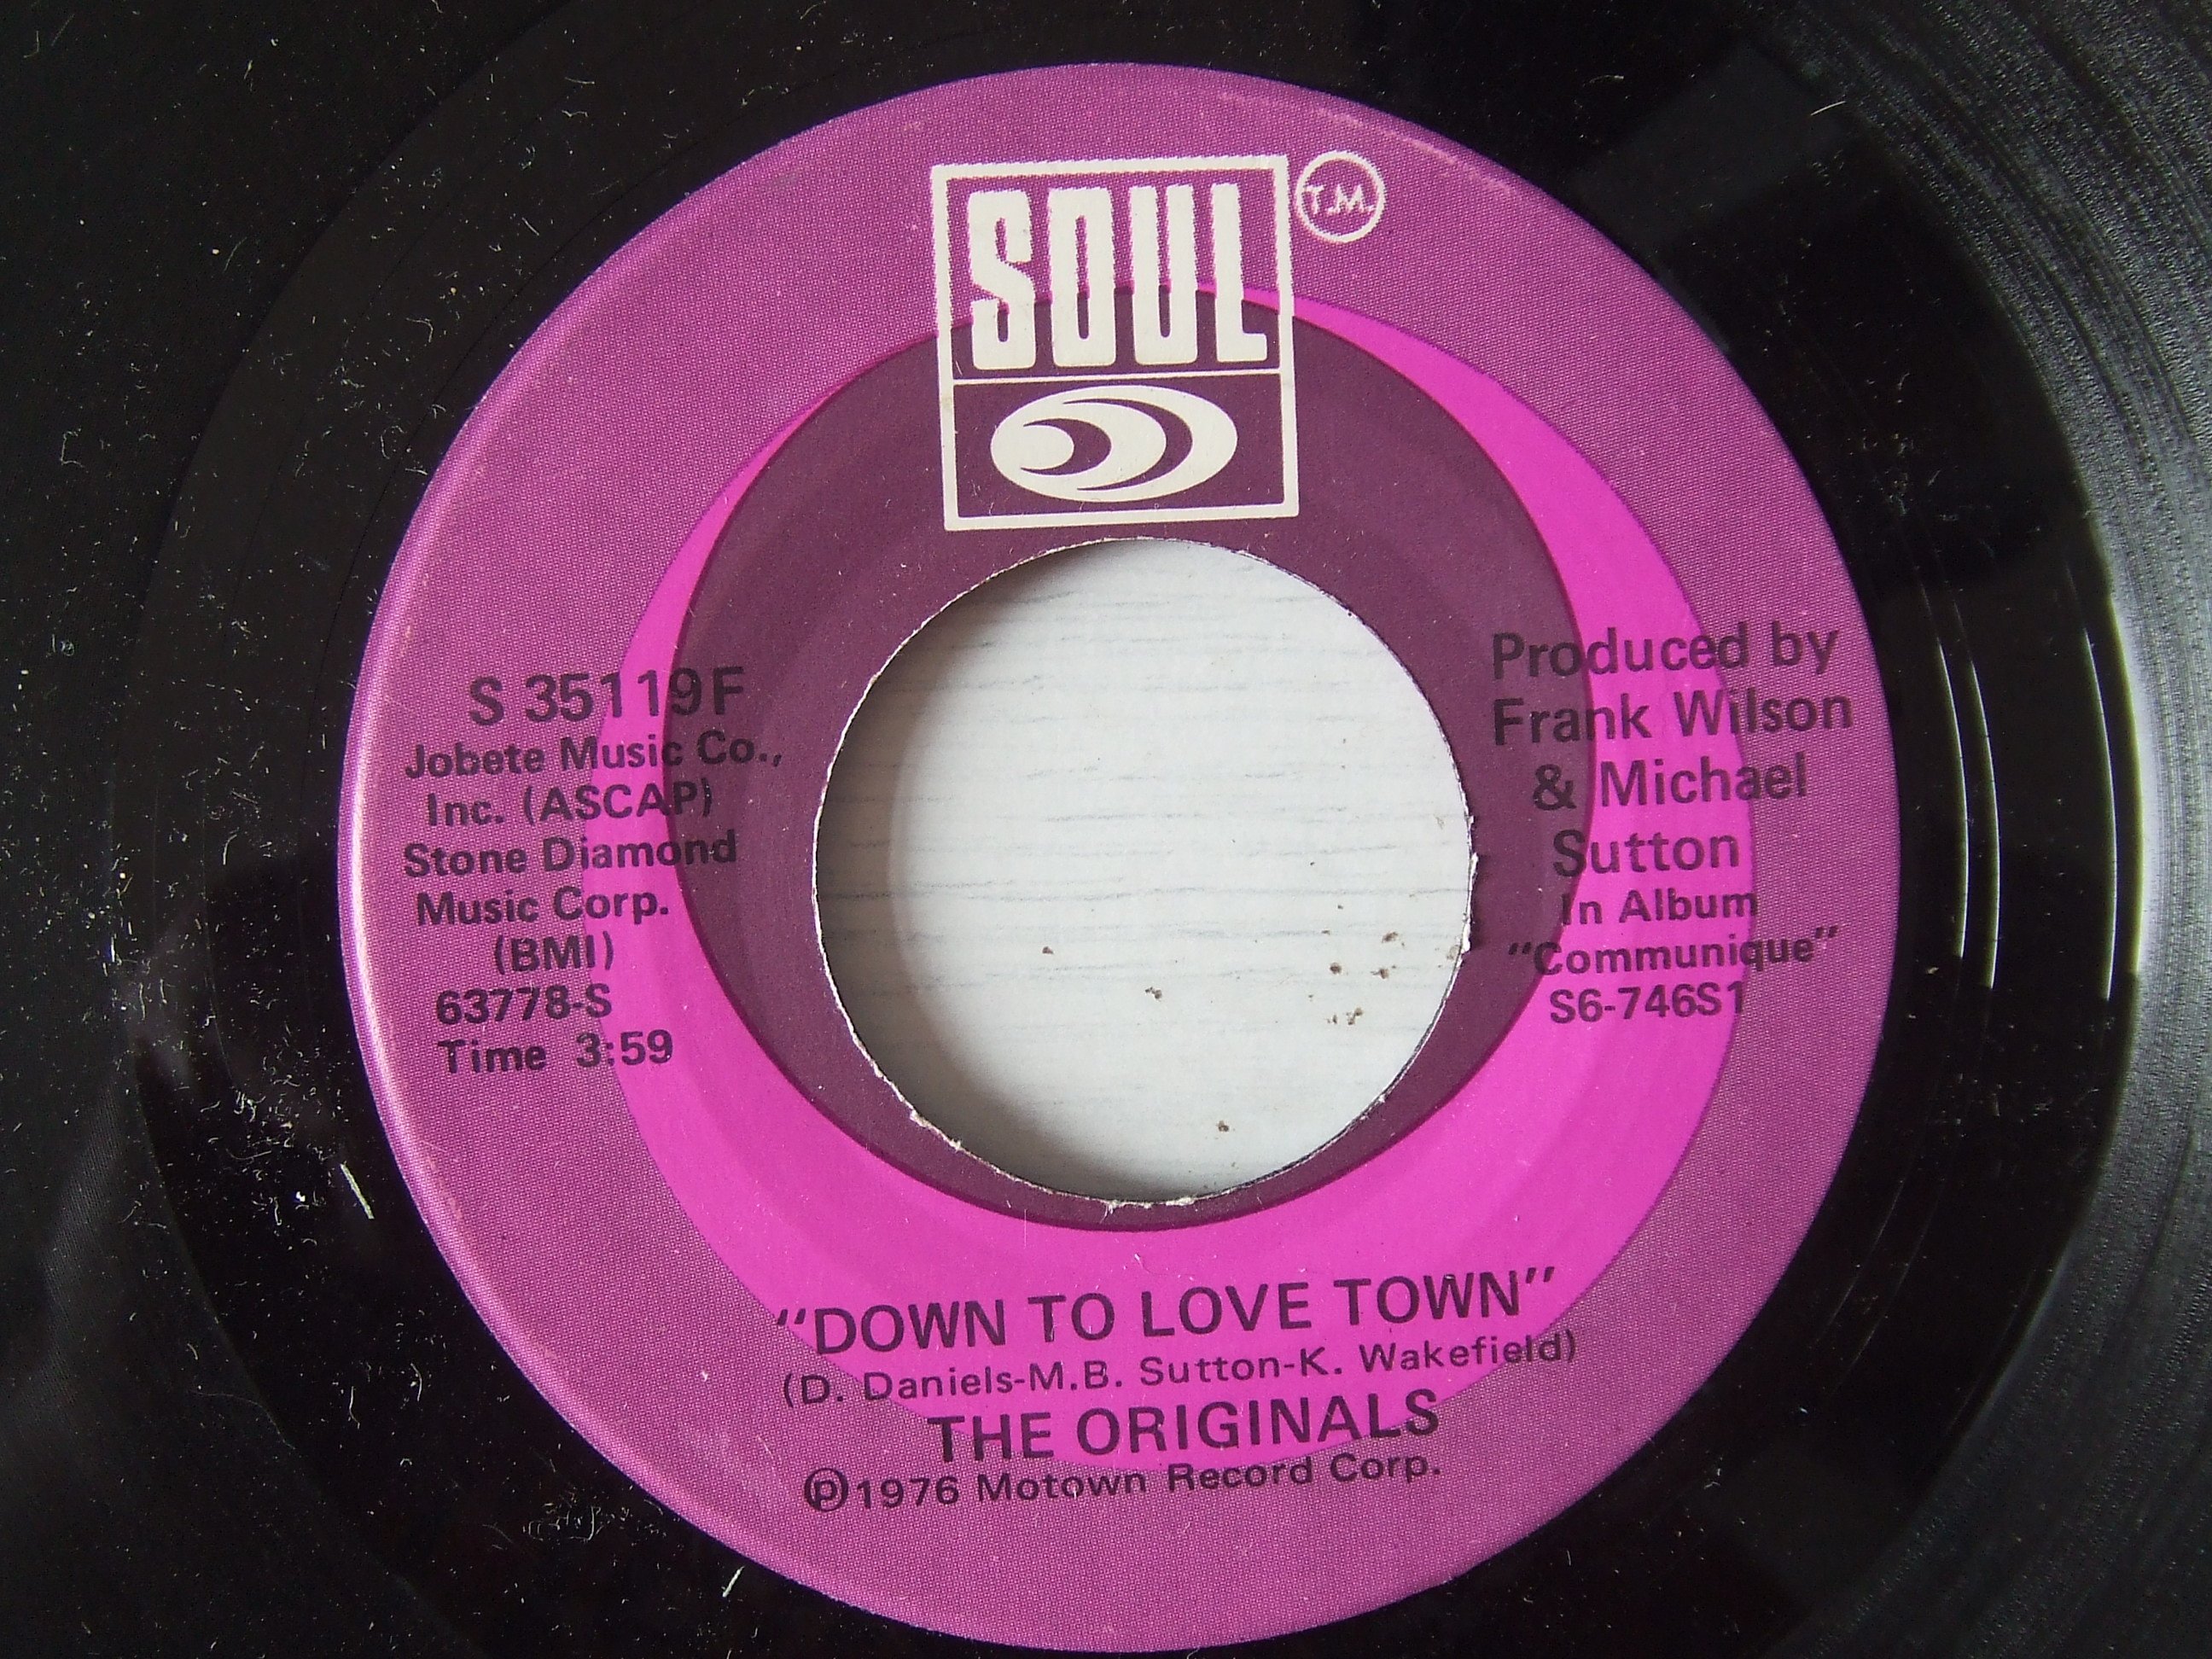 SOUL
T.M.
S 35119F
Jobete Music Co.,
Inc. (ASCAP)
Stone Diamond
Music Corp.
(BMI)
63778-S
Time 3:59
Produced by
Frank Wilson
& Michael
Sutton
In Album
"Communique"
S6-746S1
"DOWN TO LOVE TOWN"
(D. Daniels-M.B. Sutton-K. Wakefield)
THE ORIGINALS
℗1976 Motown Record Corp.